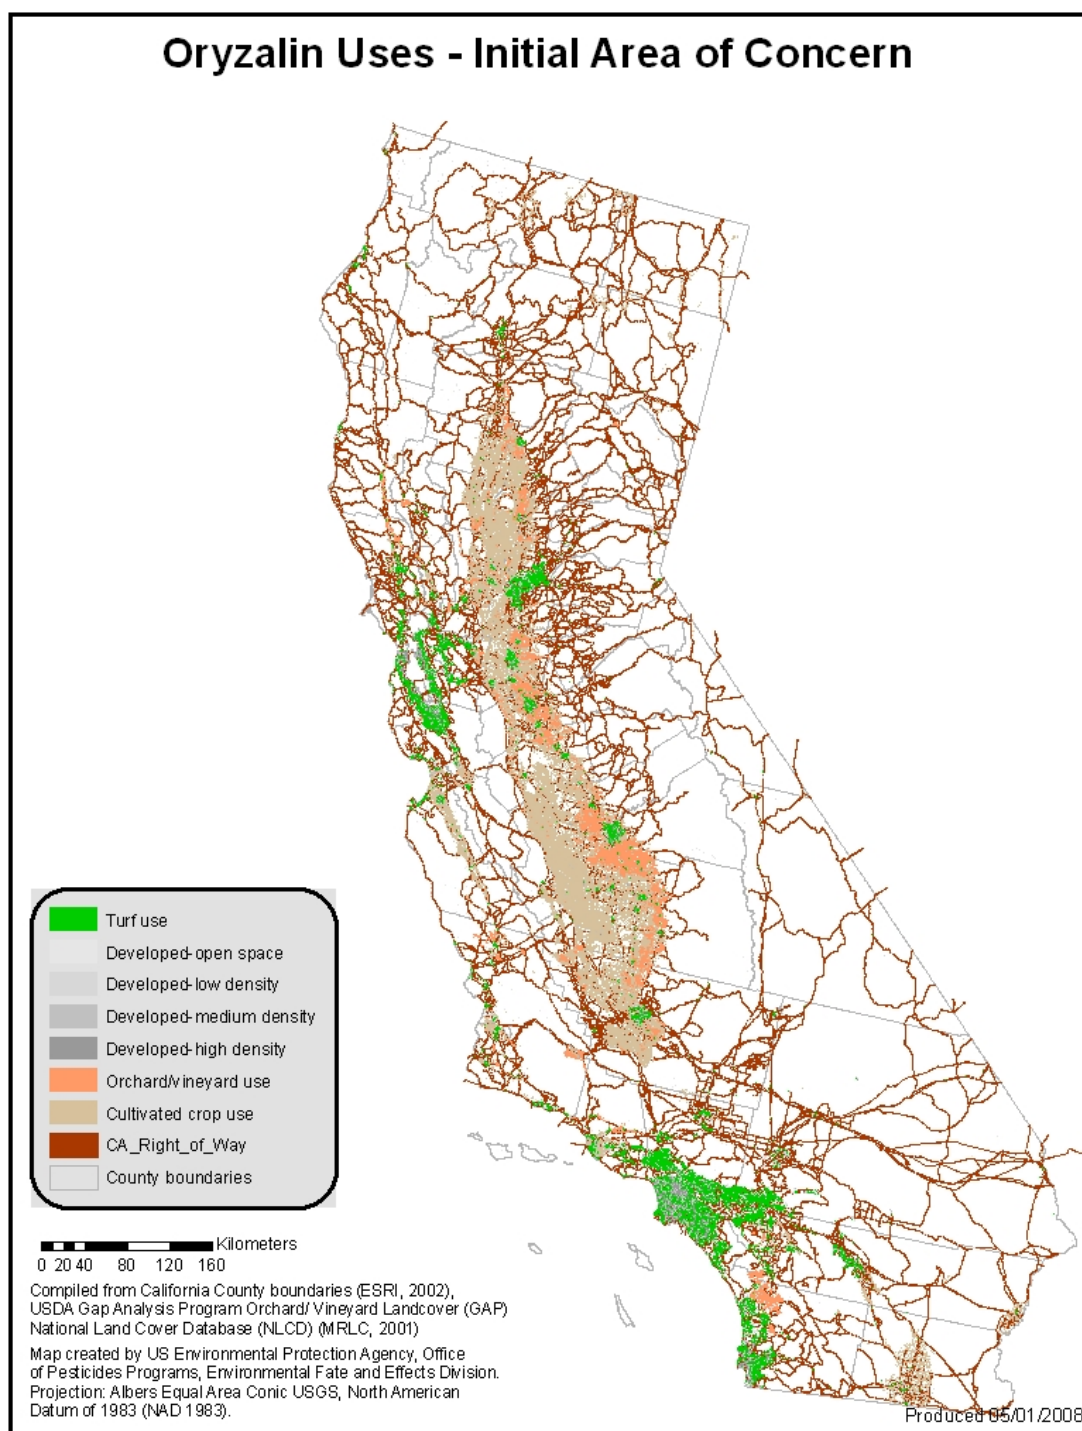 Oryzalin Uses - Initial Area of Concern
Turf use
Developed-open space
Developed-low density
Developed-medium density
Developed-high density
Orchard/vineyard use
Cultivated crop use
CA_Right_of_Way
County boundaries
Kilometers
0 20 40 80 120 160
Compiled from California County boundaries (ESRI, 2002),
USDA Gap Analysis Program Orchard/ Vineyard Landcover (GAP)
National Land Cover Database (NLCD) (MRLC, 2001)
Map created by US Environmental Protection Agency, Office
of Pesticides Programs, Environmental Fate and Effects Division.
Projection: Albers Equal Area Conic USGS, North American
Datum of 1983 (NAD 1983).
Produced 05/01/2008